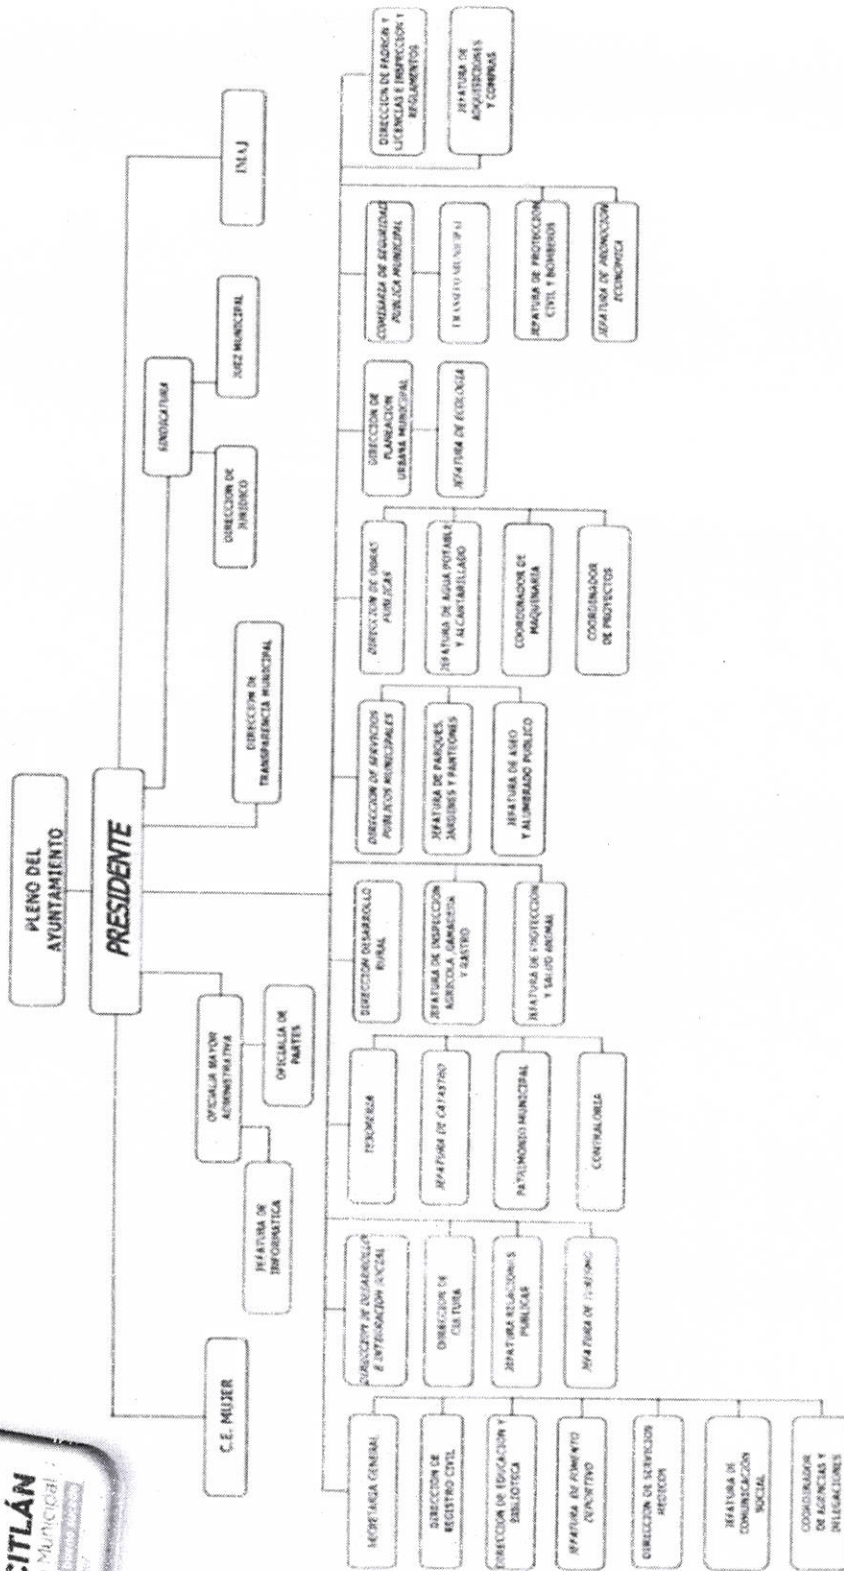 CITLÁN
Municipal
PLENO DEL
AYUNTAMIENTO
PRESIDENTE
C.E. MUJER
OFICIALIA MAYOR
ADMINISTRATIVA
JEFATURA DE
INFORMATICA
OFICIALIA DE
PARTES
DIRECCION DE
TRANSPARENCIA MUNICIPAL
SINDICATURA
DIRECCION DE
JURIDICO
JUEZ MUNICIPAL
IMAJ
SECRETARIA GENERAL
DIRECCION DE
REGISTRO CIVIL
DIRECCION DE EDUCACION Y
BIBLIOTECA
JEFATURA EN FOMENTO
DEPORTIVO
DIRECCION DE SERVICIOS
MEDICOS
JEFATURA DE
COMUNICACIÓN
SOCIAL
COORDINADOR
DE AGENCIAS Y
DELEGACIONES
DIRECCION DE DESARROLLO
E INTEGRACION SOCIAL
DIRECCION DE
CULTURA
JEFATURA RELACIONES
PUBLICAS
JEFATURA DE TURISMO
TESORERIA
JEFATURA DE CATASTRO
PATRIMONIO MUNICIPAL
CONTRALORIA
DIRECCION DESARROLLO
RURAL
JEFATURA DE INSPECCION
AGRICOLA ,GANADERA
Y RASTRO
JEFATURA DE PROTECCION
Y SALUD ANIMAL
DIRECCION DE SERVICIOS
PUBLICOS MUNICIPALES
JEFATURA DE PARQUES,
JARDINES Y PANTEONES
JEFATURA DE ASEO
Y ALUMBRADO PUBLICO
DIRECCION DE OBRAS
PUBLICAS
JEFATURA DE AGUA POTABLE
Y ALCANTARILLADO
COORDINADOR DE
MAQUINARIA
COORDINADOR
DE PROYECTOS
DIRECCION DE
PLANEACION
URBANA MUNICIPAL
JEFATURA DE ECOLOGIA
COMISARIA DE SEGURIDAD
PUBLICA MUNICIPAL
TRANSITO MUNICIPAL
JEFATURA DE PROTECCION
CIVIL Y BOMBEROS
JEFATURA DE PROMOCION
ECONOMICA
DIRECCION DE PADRON Y
LICENCIAS E INSPECCION Y
REGLAMENTOS
JEFATURA DE
ADQUISICIONES
Y COMPRAS